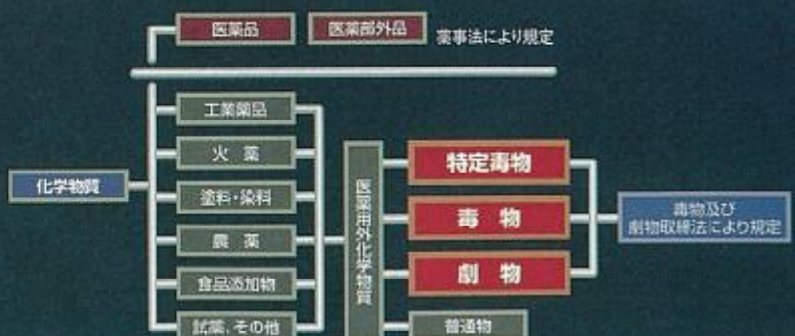 医薬品
医薬部外品
薬事法により規定
工業薬品
火 薬
化学物質
塗料・染料
農 薬
食品添加物
試薬、その他
医薬用外化学物質
特定毒物
毒 物
劇 物
普通物
毒物及び
劇物取締法により規定